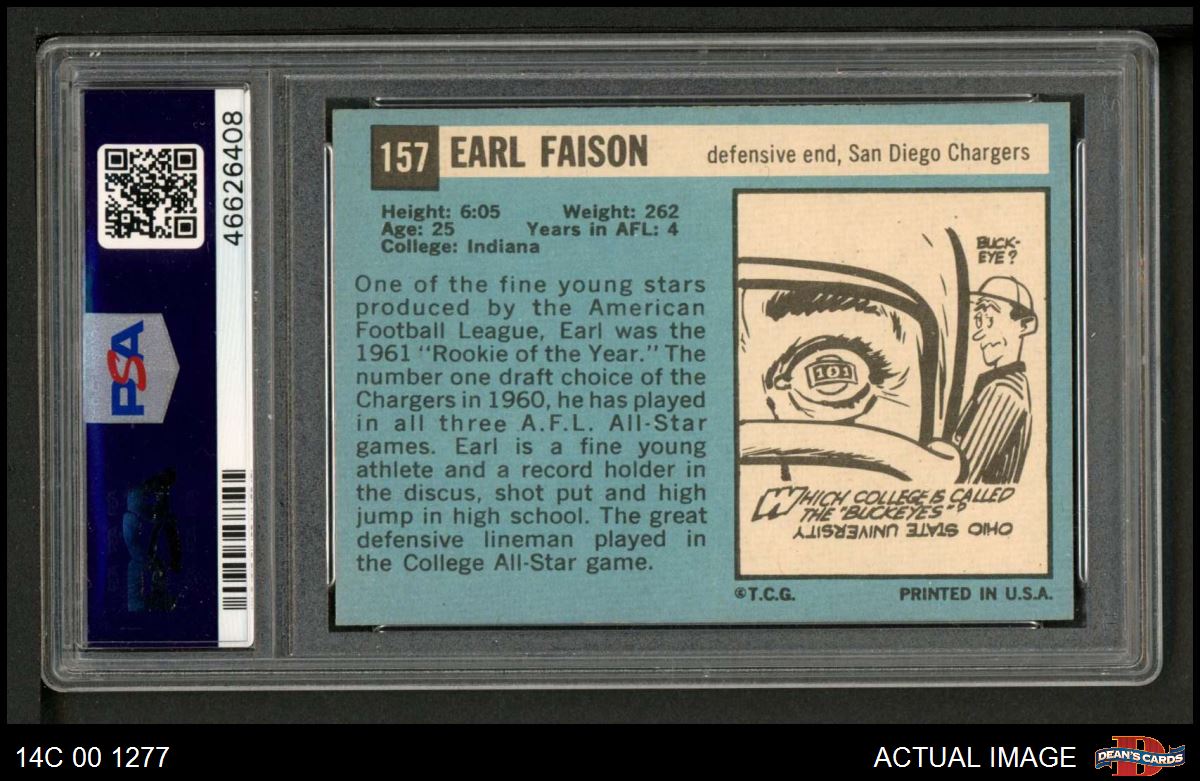 46626408
PSA
157 EARL FAISON defensive end, San Diego Chargers
Height: 6:05 Weight: 262
Age: 25 Years in AFL: 4
College: Indiana
One of the fine young stars
produced by the American
Football League, Earl was the
1961 "Rookie of the Year." The
number one draft choice of the
Chargers in 1960, he has played
in all three A.F.L. All-Star
games. Earl is a fine young
athlete and a record holder in
the discus, shot put and high
jump in high school. The great
defensive lineman played in
the College All-Star game.
BUCK-
EYE?
WHICH COLLEGE IS CALLED
THE "BUCKEYES"?
OHIO STATE UNIVERSITY
©T.C.G. PRINTED IN U.S.A.
14C 00 1277 ACTUAL IMAGE DEAN'S CARDS